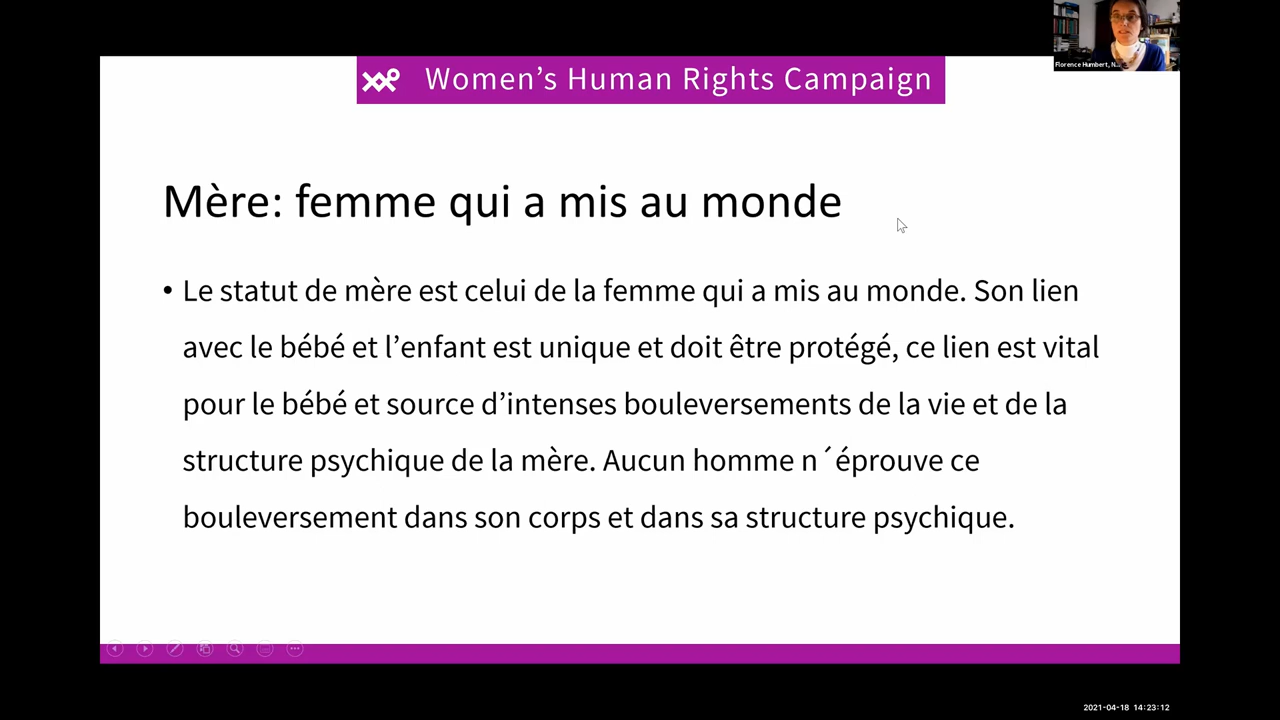 Florence Humbert, N...
Women's Human Rights Campaign
Mère: femme qui a mis au monde
• Le statut de mère est celui de la femme qui a mis au monde. Son lien
avec le bébé et l’enfant est unique et doit être protégé, ce lien est vital
pour le bébé et source d’intenses bouleversements de la vie et de la
structure psychique de la mère. Aucun homme n´éprouve ce
bouleversement dans son corps et dans sa structure psychique.
2021-04-18 14:23:12